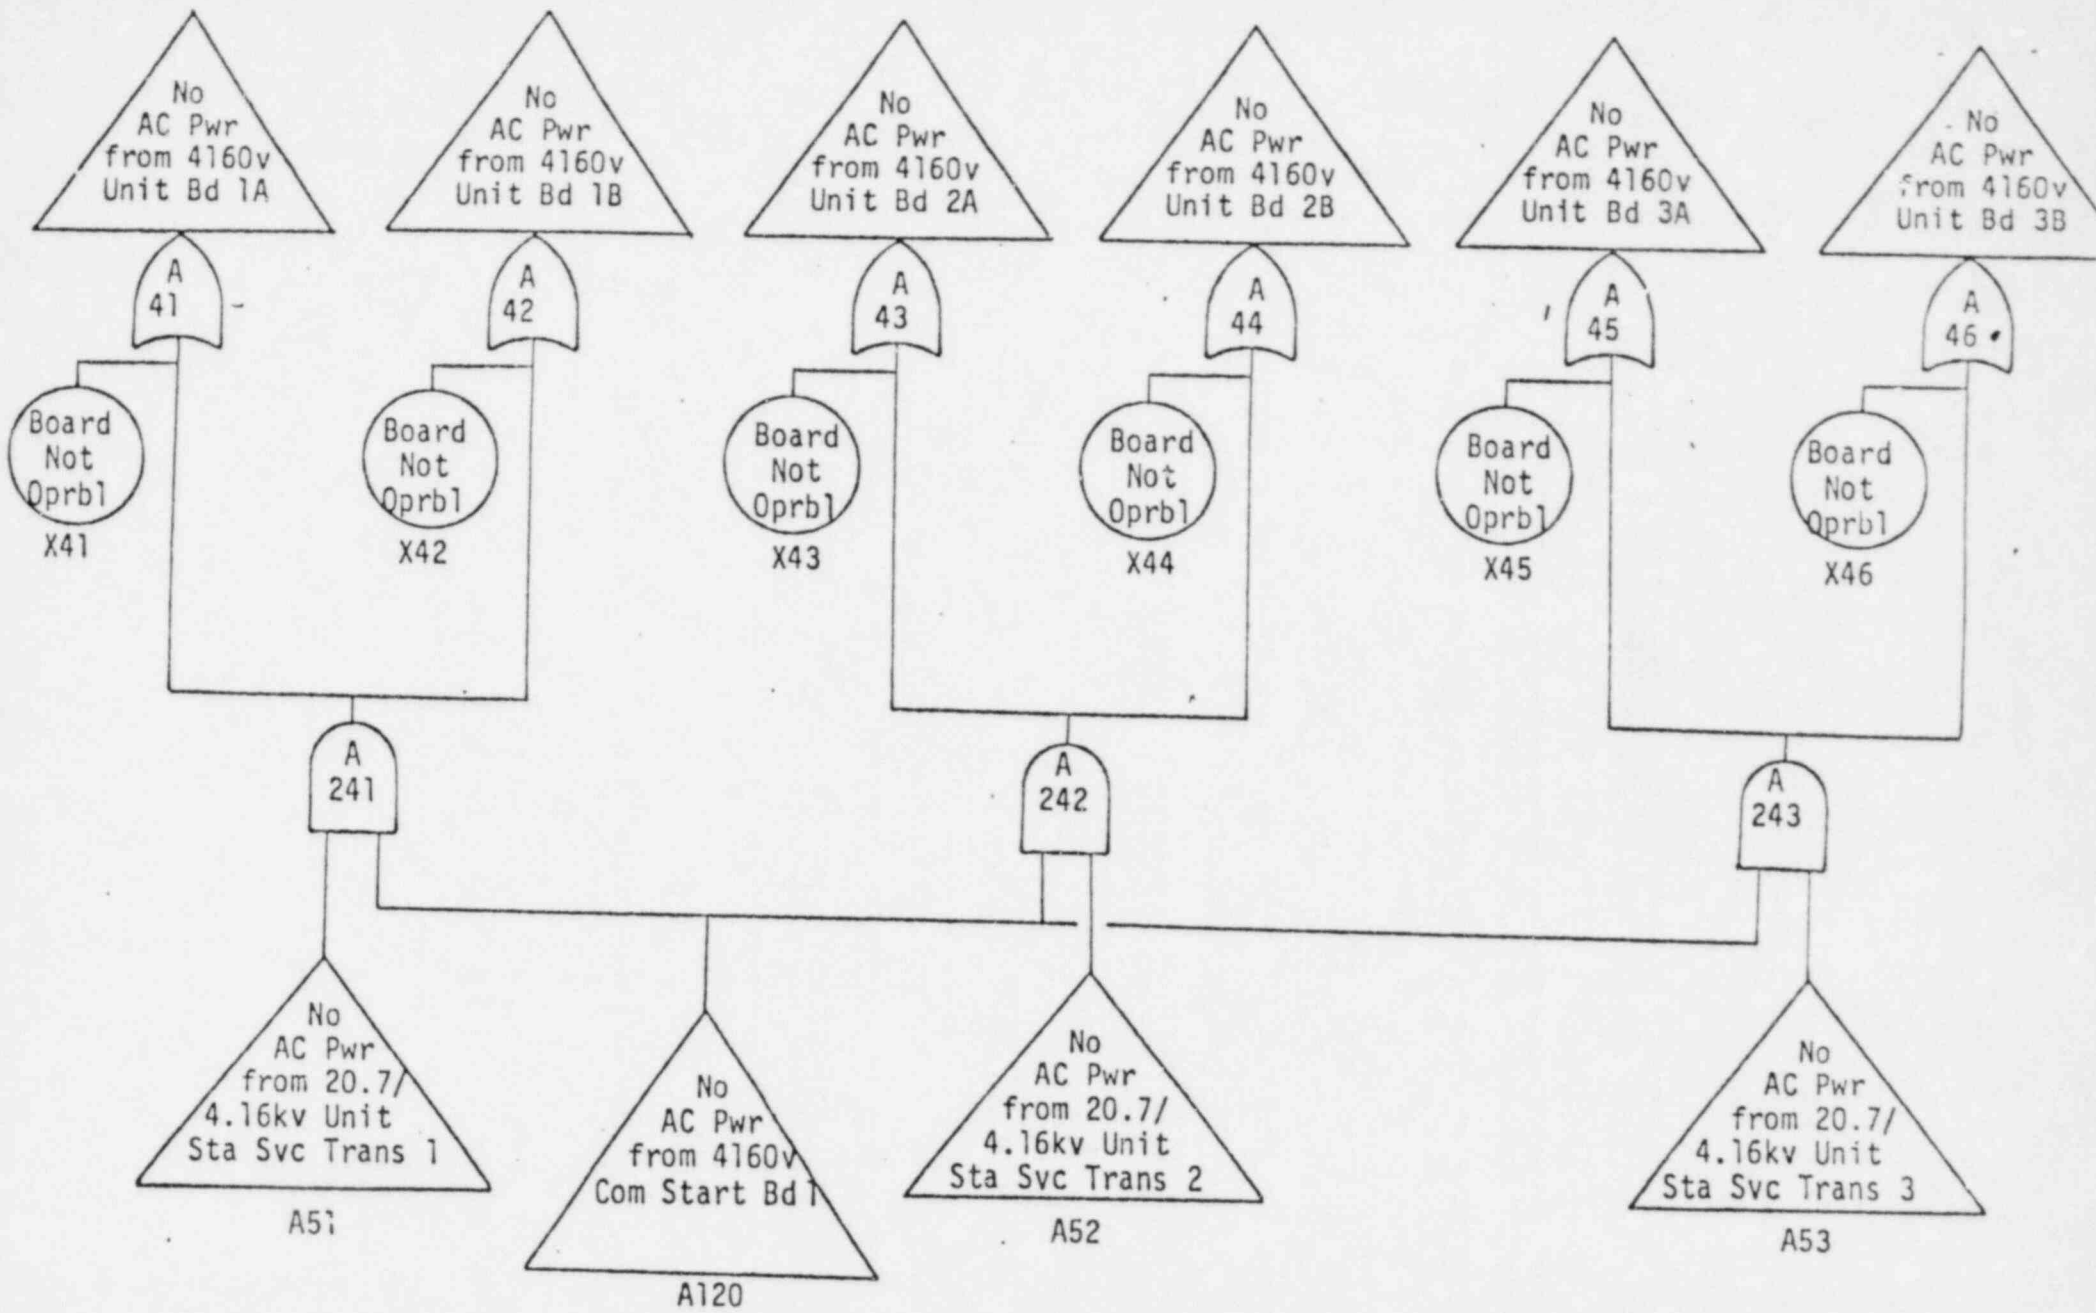 No
AC Pwr
from 4160v
Unit Bd 1A
No
AC Pwr
from 4160v
Unit Bd 1B
No
AC Pwr
from 4160v
Unit Bd 2A
No
AC Pwr
from 4160v
Unit Bd 2B
No
AC Pwr
from 4160v
Unit Bd 3A
No
AC Pwr
from 4160v
Unit Bd 3B
A
41
A
42
A
43
A
44
A
45
A
46
Board
Not
Oprbl
X41
Board
Not
Oprbl
X42
Board
Not
Oprbl
X43
Board
Not
Oprbl
X44
Board
Not
Oprbl
X45
Board
Not
Oprbl
X46
A
241
A
242
A
243
No
AC Pwr
from 20.7/
4.16kv Unit
Sta Svc Trans 1
A51
No
AC Pwr
from 4160v
Com Start Bd 1
A120
No
AC Pwr
from 20.7/
4.16kv Unit
Sta Svc Trans 2
A52
No
AC Pwr
from 20.7/
4.16kv Unit
Sta Svc Trans 3
A53